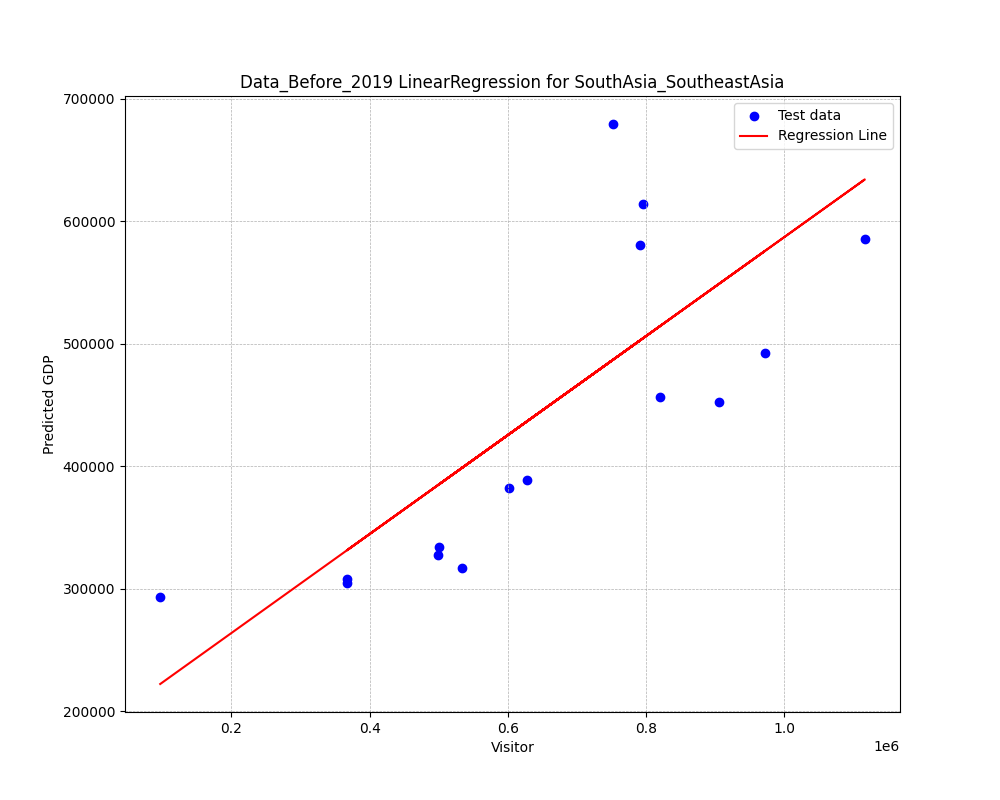 Data_Before_2019 LinearRegression for SouthAsia_SoutheastAsia
Test data
Regression Line
700000
600000
500000
400000
300000
200000
Predicted GDP
0.2 0.4 0.6 0.8 1.0
1e6
Visitor